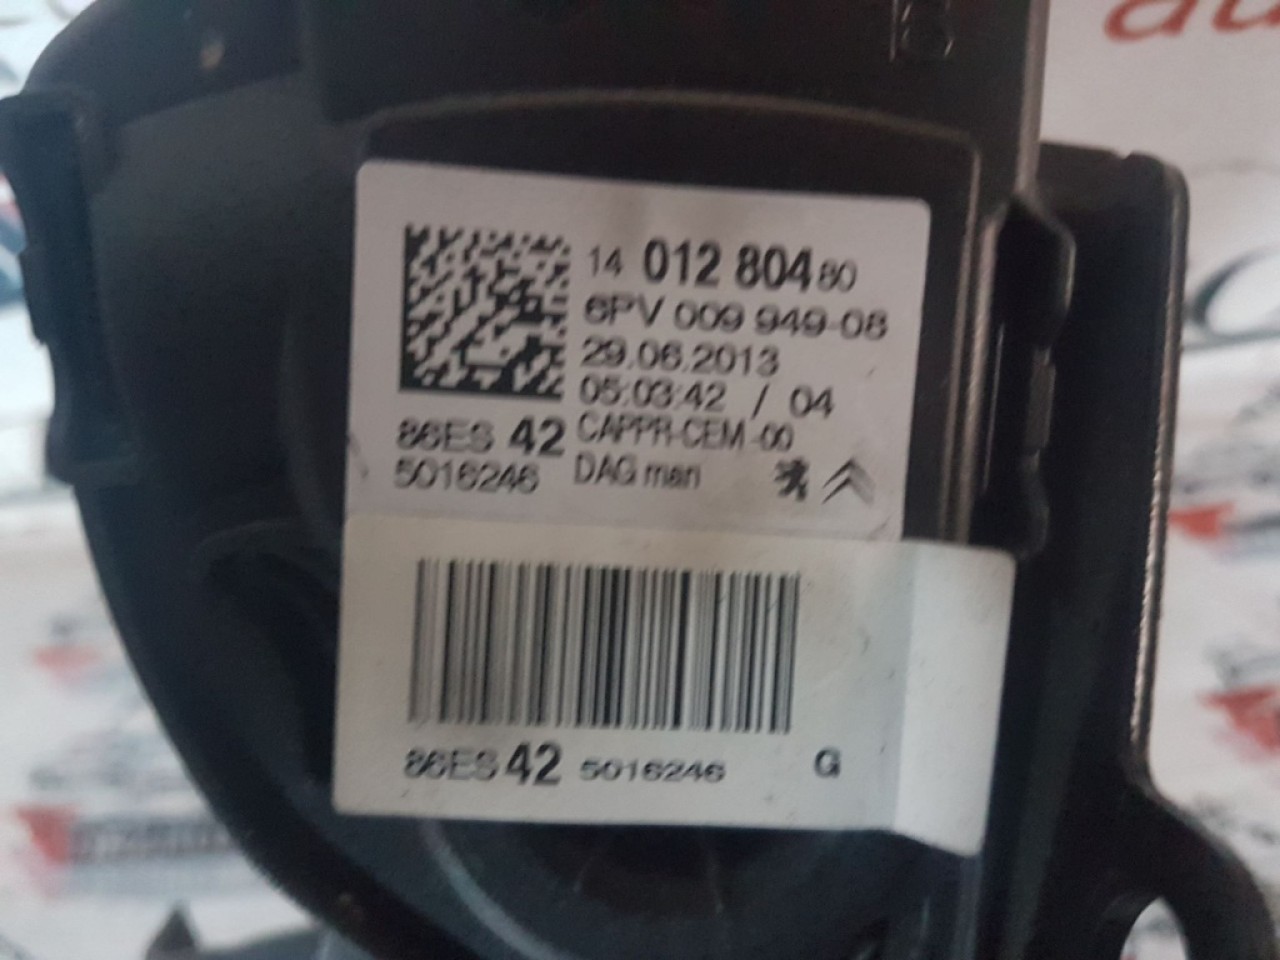 14 012 804 80
6PV 009 949-08
29.06.2013
05:03:42 / 04
86ES 42 CAPPR-CEM-00
5016246 DAG man
86ES 42 5016246 G